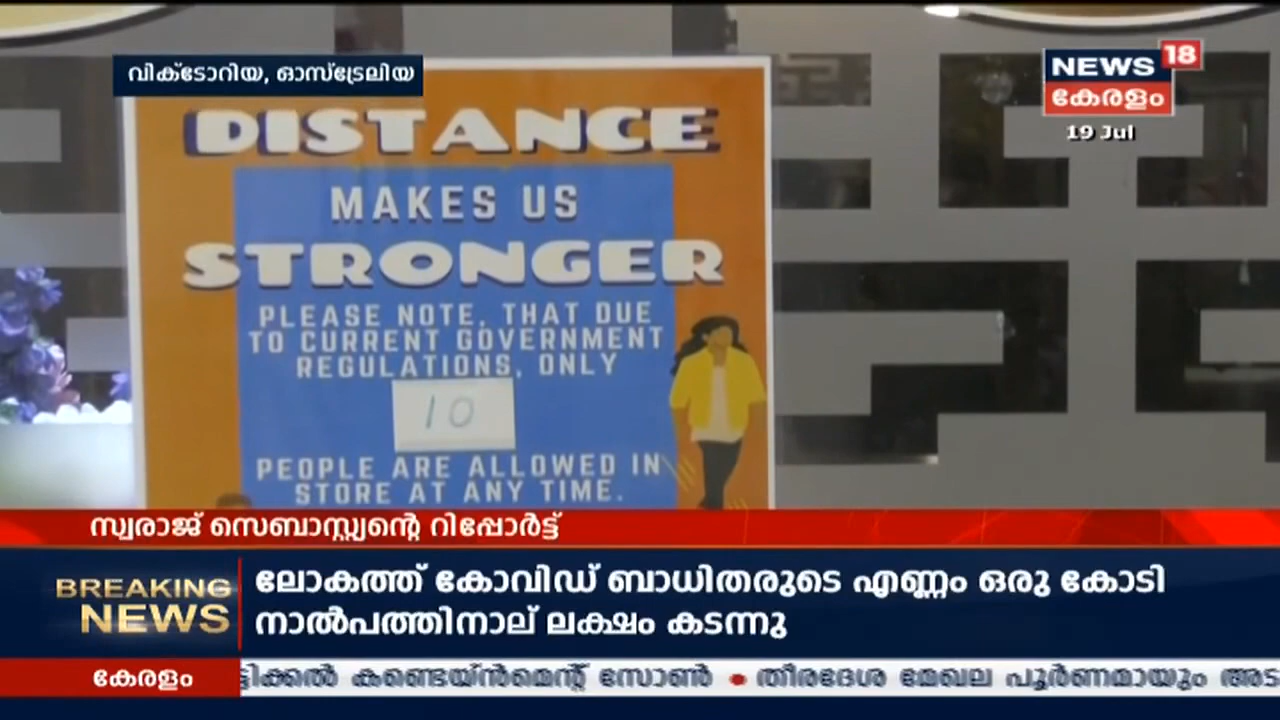 വിക്ടോറിയ, ഓസ്ട്രേലിയ
NEWS 18
കേരളം
19 Jul
DISTANCE
MAKES US
STRONGER
PLEASE NOTE, THAT DUE
TO CURRENT GOVERNMENT
REGULATIONS, ONLY
10
PEOPLE ARE ALLOWED IN
STORE AT ANY TIME.
സ്വരാജ് സെബാസ്റ്റ്യന്റെ റിപ്പോർട്ട്
BREAKING
NEWS
ലോകത്ത് കോവിഡ് ബാധിതരുടെ എണ്ണം ഒരു കോടി
നാൽപത്തിനാല് ലക്ഷം കടന്നു
കേരളം
കണ്ടെയ്ൻമെന്റ് സോൺ • തീരദേശ മേഖല പൂർണമായും